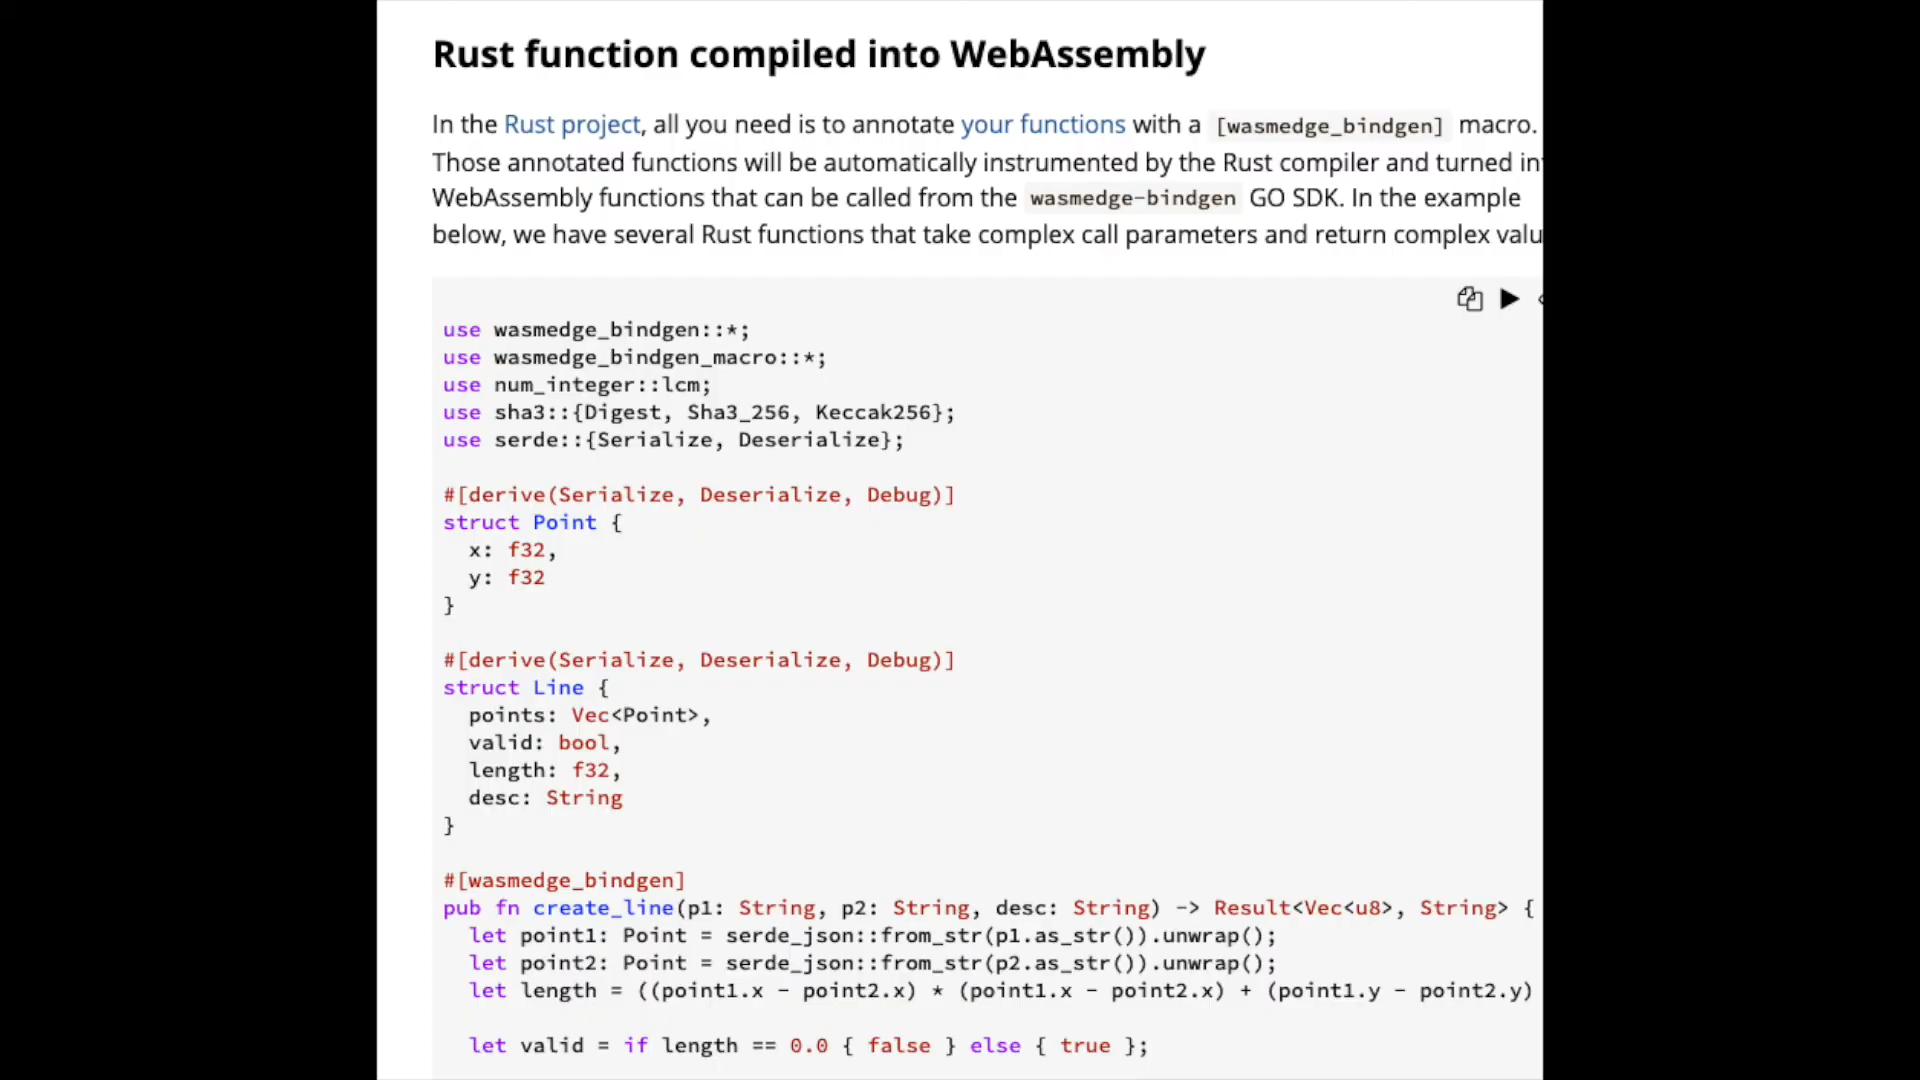 Rust function compiled into WebAssembly
In the Rust project, all you need is to annotate your functions with a [wasmedge_bindgen] macro.
Those annotated functions will be automatically instrumented by the Rust compiler and turned
WebAssembly functions that can be called from the wasmedge-bindgen GO SDK. In the example
below, we have several Rust functions that take complex call parameters and return complex
use wasmedge_bindgen::*;
use wasmedge_bindgen_macro::*;
use num_integer::lcm;
use sha3::{Digest, Sha3_256, Keccak256};
use serde::{Serialize, Deserialize};
#[derive(Serialize, Deserialize, Debug)]
struct Point {
  x: f32,
  y: f32
}
#[derive(Serialize, Deserialize, Debug)]
struct Line {
  points: Vec<Point>,
  valid: bool,
  length: f32,
  desc: String
}
#[wasmedge_bindgen]
pub fn create_line(p1: String, p2: String, desc: String) -> Result<Vec<u8>, String> {
  let point1: Point = serde_json::from_str(p1.as_str()).unwrap();
  let point2: Point = serde_json::from_str(p2.as_str()).unwrap();
  let length = ((point1.x - point2.x) * (point1.x - point2.x) + (point1.y - point2.y)
  let valid = if length == 0.0 { false } else { true };